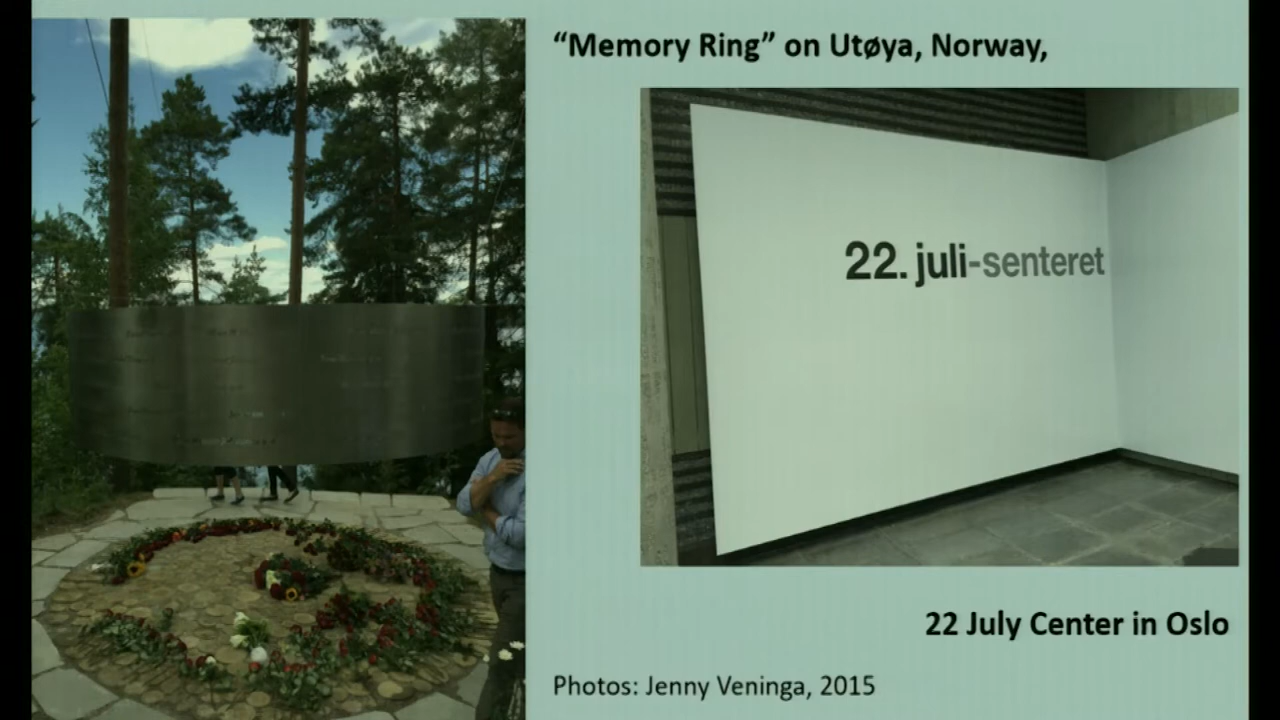 “Memory Ring” on Utøya, Norway,
22. juli-senteret
22 July Center in Oslo
Photos: Jenny Veninga, 2015